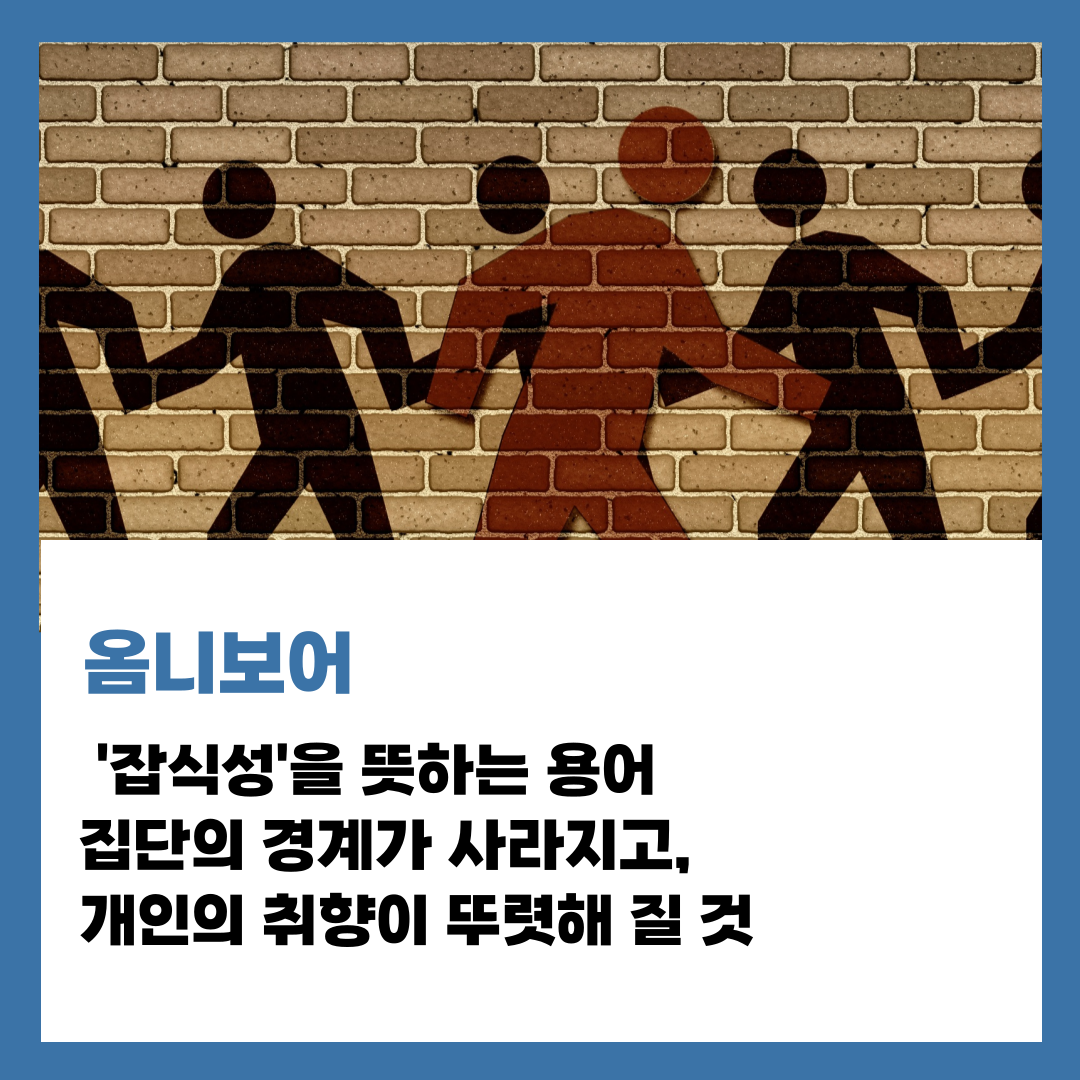 옴니보어
'잡식성'을 뜻하는 용어
집단의 경계가 사라지고,
개인의 취향이 뚜렷해 질 것